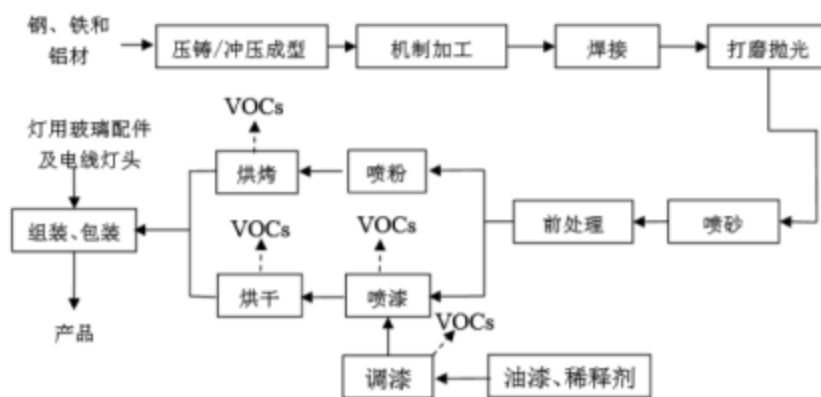 钢、铁和
铝材
压铸/冲压成型
机制加工
焊接
打磨抛光
VOCs
灯用玻璃配件
及电线灯头
烘烤
喷粉
组装、包装
VOCs
VOCs
前处理
喷砂
烘干
喷漆
产品
VOCs
调漆
油漆、稀释剂